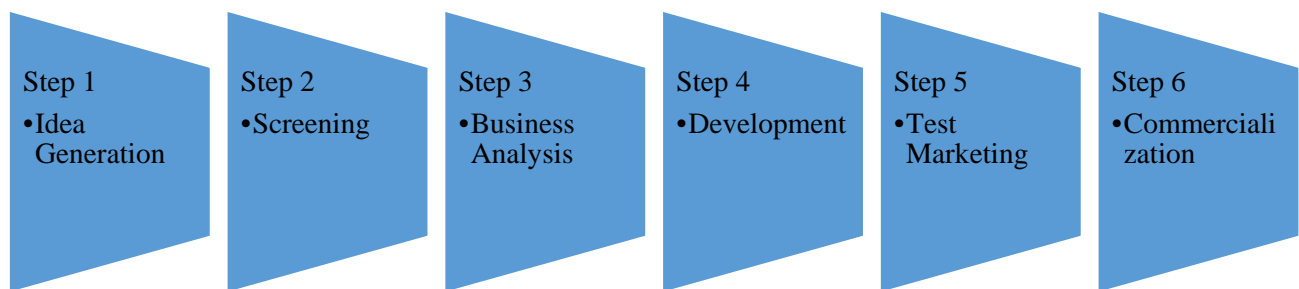 Step 1
•Idea
Generation
Step 2
•Screening
Step 3
•Business
Analysis
Step 4
•Development
Step 5
•Test
Marketing
Step 6
•Commerciali
zation